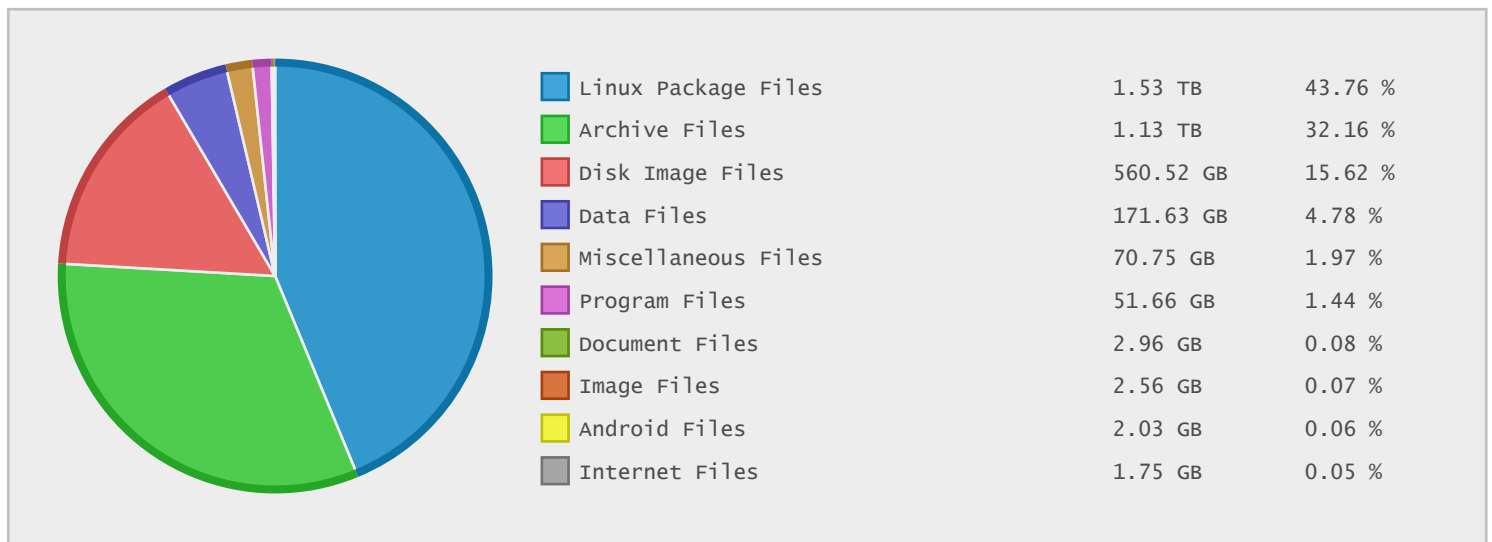 Linux Package Files 1.53 TB 43.76 %
Archive Files 1.13 TB 32.16 %
Disk Image Files 560.52 GB 15.62 %
Data Files 171.63 GB 4.78 %
Miscellaneous Files 70.75 GB 1.97 %
Program Files 51.66 GB 1.44 %
Document Files 2.96 GB 0.08 %
Image Files 2.56 GB 0.07 %
Android Files 2.03 GB 0.06 %
Internet Files 1.75 GB 0.05 %